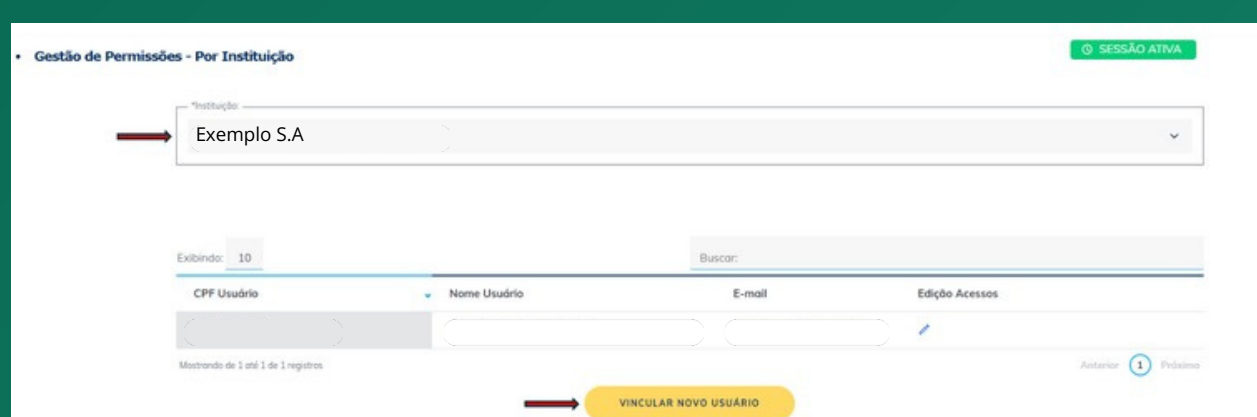 • Gestão de Permissões - Por Instituição
SESSÃO ATIVA
*Instituição:
Exemplo S.A
Exibindo: 10
Buscar:
CPF Usuário Nome Usuário E-mail Edição Acessos
Mostrando de 1 até 1 de 1 registros
Anterior 1 Próximo
VINCULAR NOVO USUÁRIO